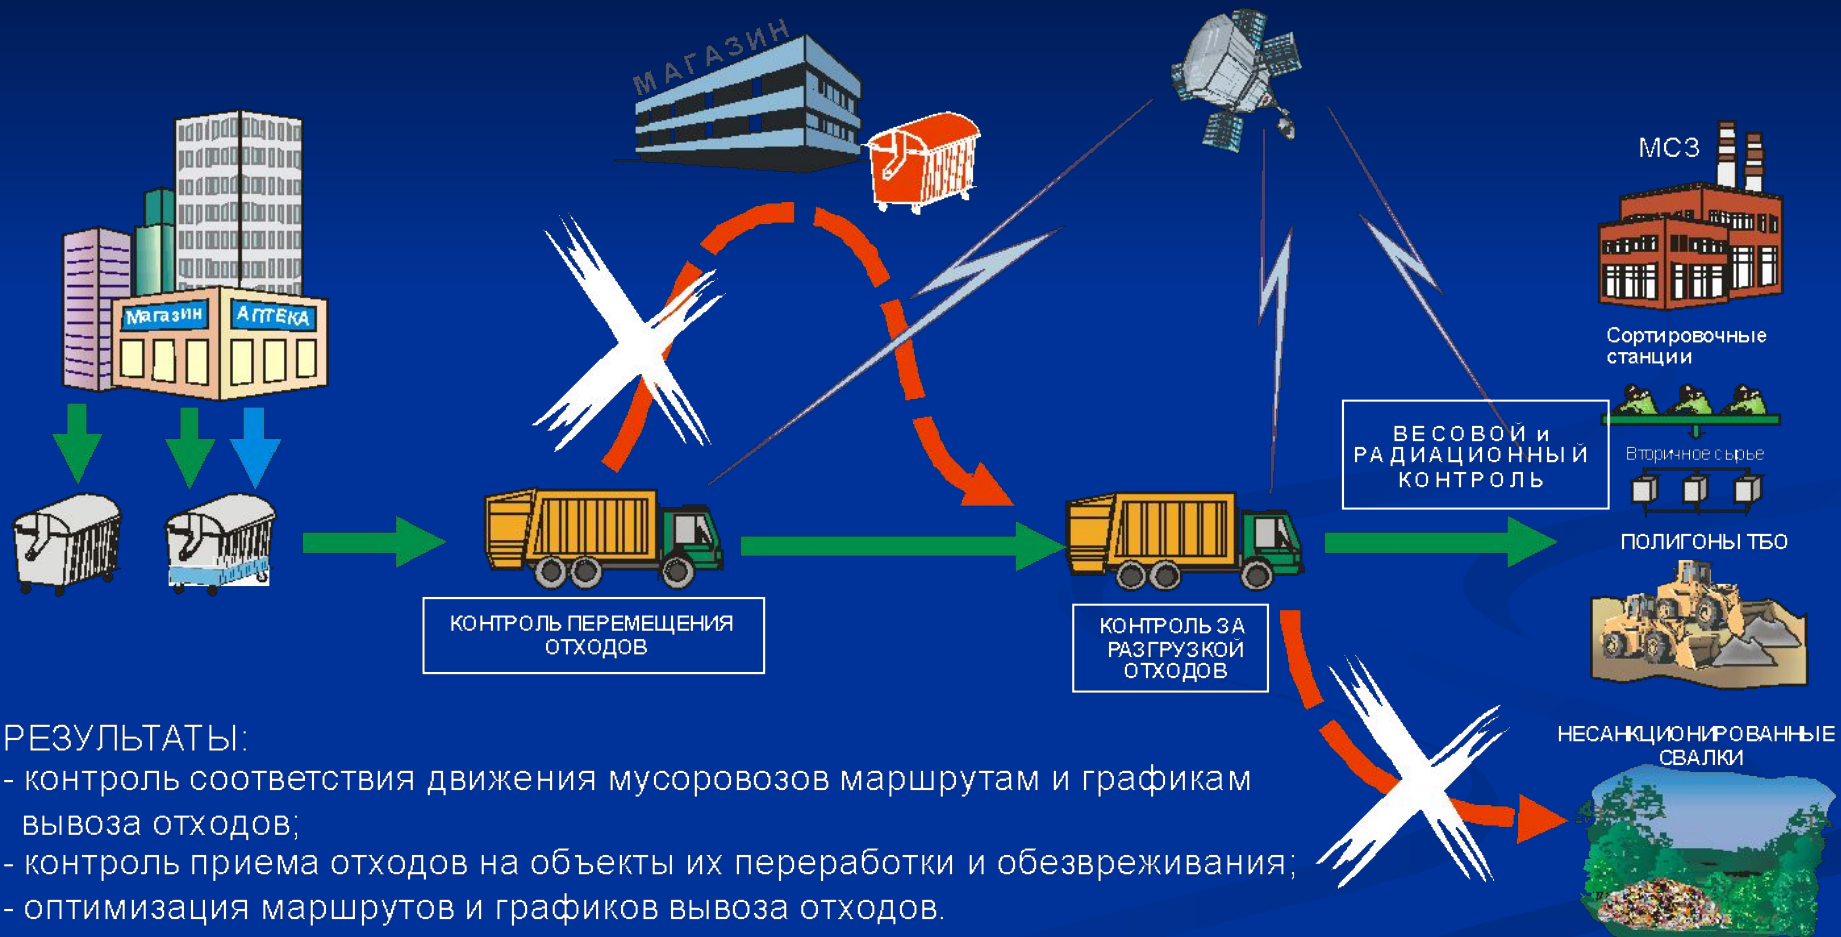 МАГАЗИН
МСЗ
Магазин
АПТЕКА
Сортировочные
станции
ВЕСОВОЙ и
РАДИАЦИОННЫЙ
КОНТРОЛЬ
Вторичное сырье
ПОЛИГОНЫ ТБО
КОНТРОЛЬ ПЕРЕМЕЩЕНИЯ
ОТХОДОВ
КОНТРОЛЬ ЗА
РАЗГРУЗКОЙ
ОТХОДОВ
НЕСАНКЦИОНИРОВАННЫЕ
СВАЛКИ
РЕЗУЛЬТАТЫ:
- контроль соответствия движения мусоровозов маршрутам и графикам
вывоза отходов;
- контроль приема отходов на объекты их переработки и обезвреживания;
- оптимизация маршрутов и графиков вывоза отходов.